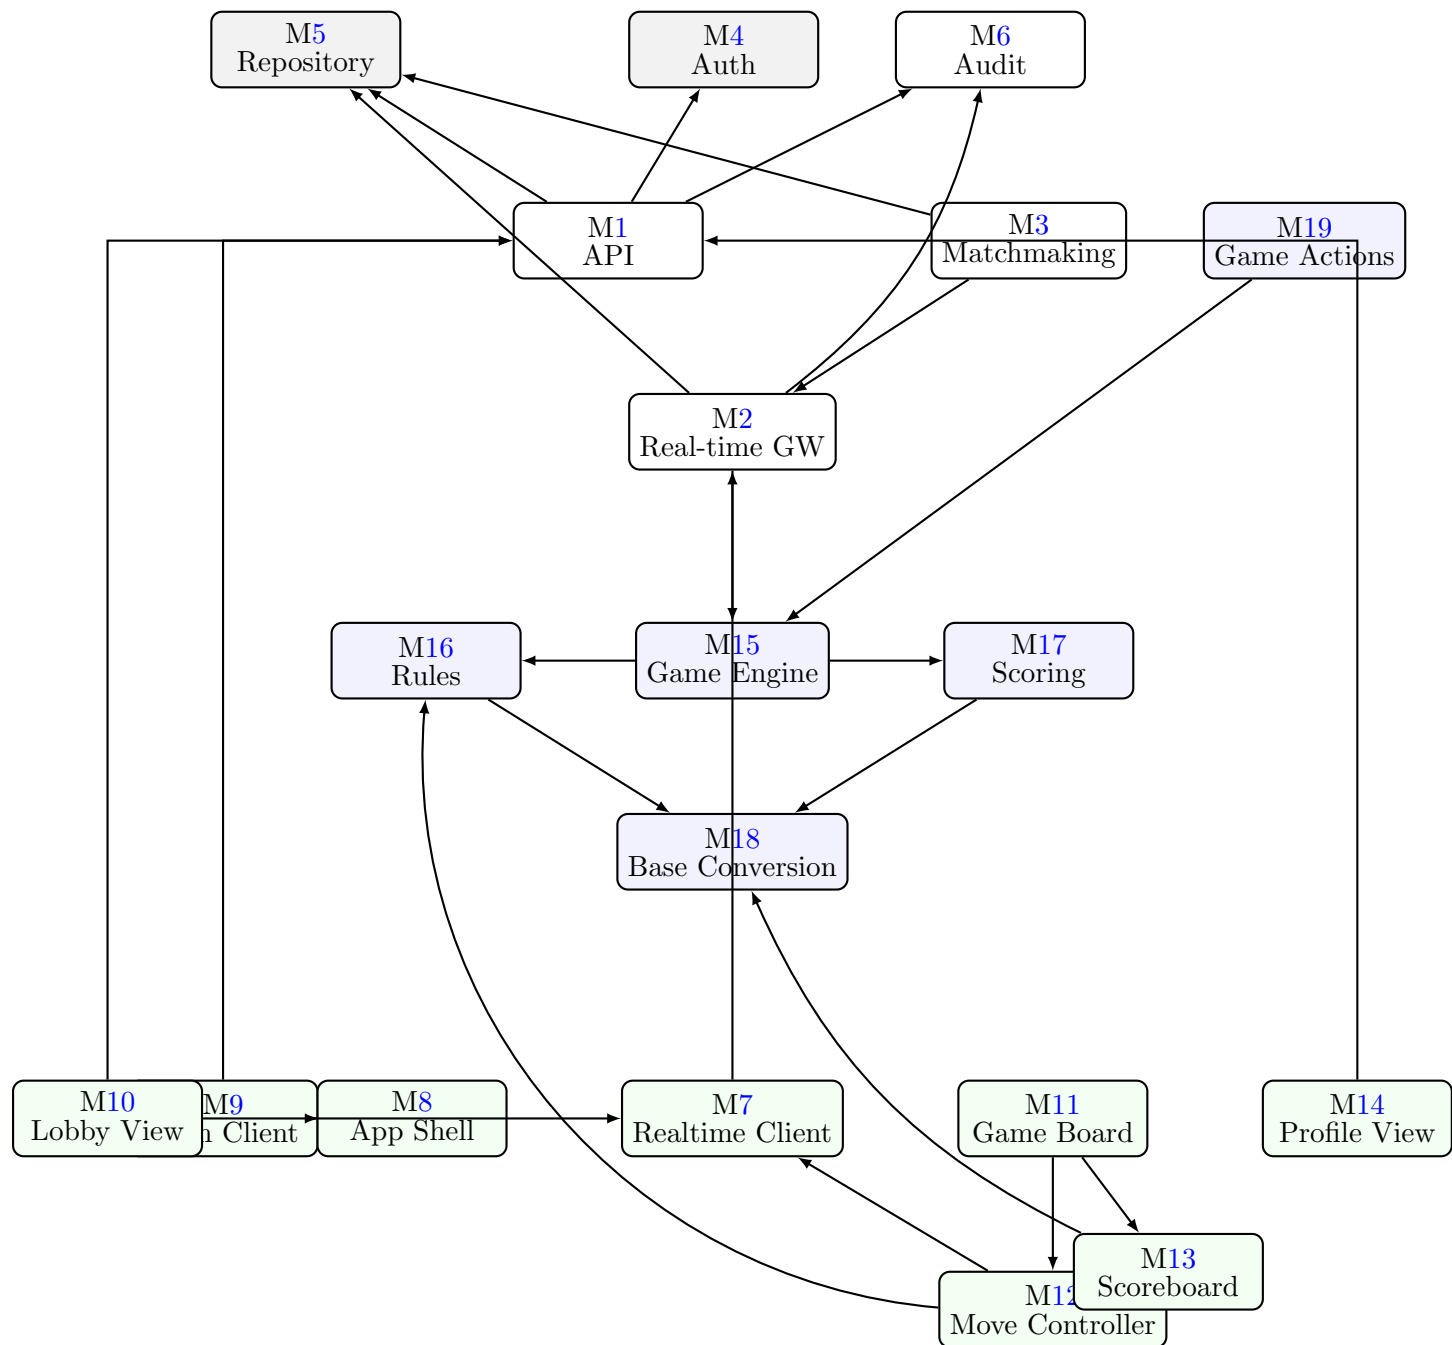 M5
Repository
M4
Auth
M6
Audit
M1
API
M3
Matchmaking
M19
Game Actions
M2
Real-time GW
M16
Rules
M15
Game Engine
M17
Scoring
M18
Base Conversion
M10
Lobby View
M9
Client
M8
App Shell
M7
Realtime Client
M11
Game Board
M14
Profile View
M13
Scoreboard
M12
Move Controller